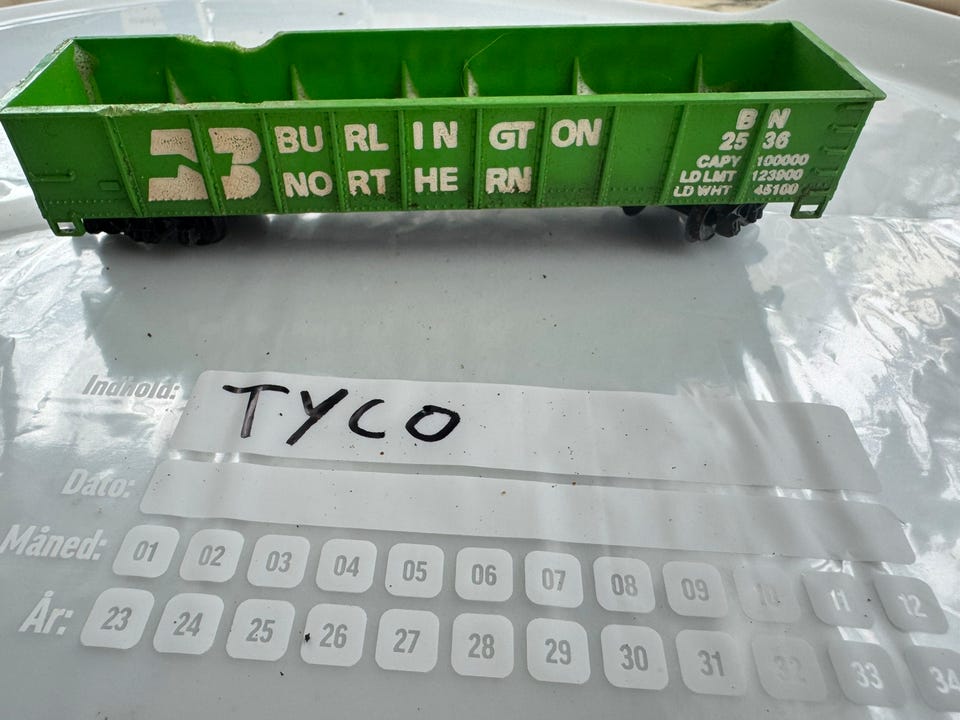 BURLINGTON
NORTHERN
BN
2536
CAPY 100000
LD LMT 123900
LD WHT 45100
Indhold: TYCO
Dato:
Måned: 01 02 03 04 05 06 07 08 09 10 11 12
År: 23 24 25 26 27 28 29 30 31 32 33 34